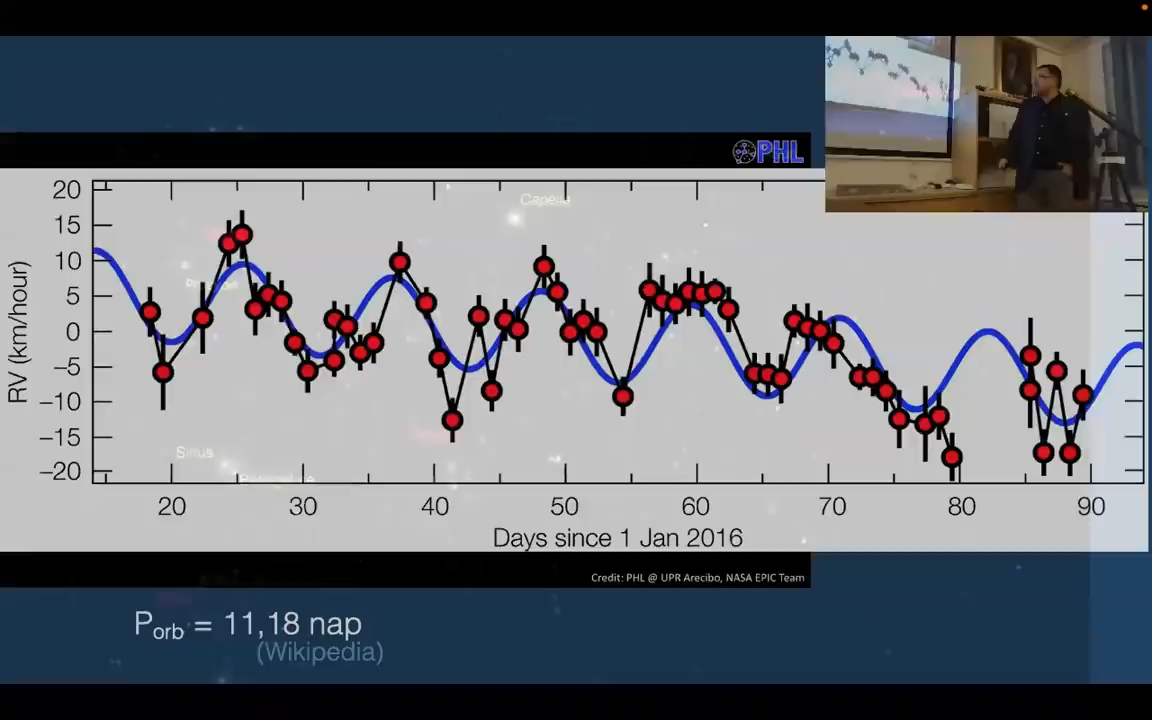 PHL
20
15
10
5
0
−5
−10
−15
−20
RV (km/hour)
Capella
Sirius
20 30 40 50 60 70 80 90
Days since 1 Jan 2016
Credit: PHL @ UPR Arecibo, NASA EPIC Team
Porb = 11,18 nap
(Wikipedia)